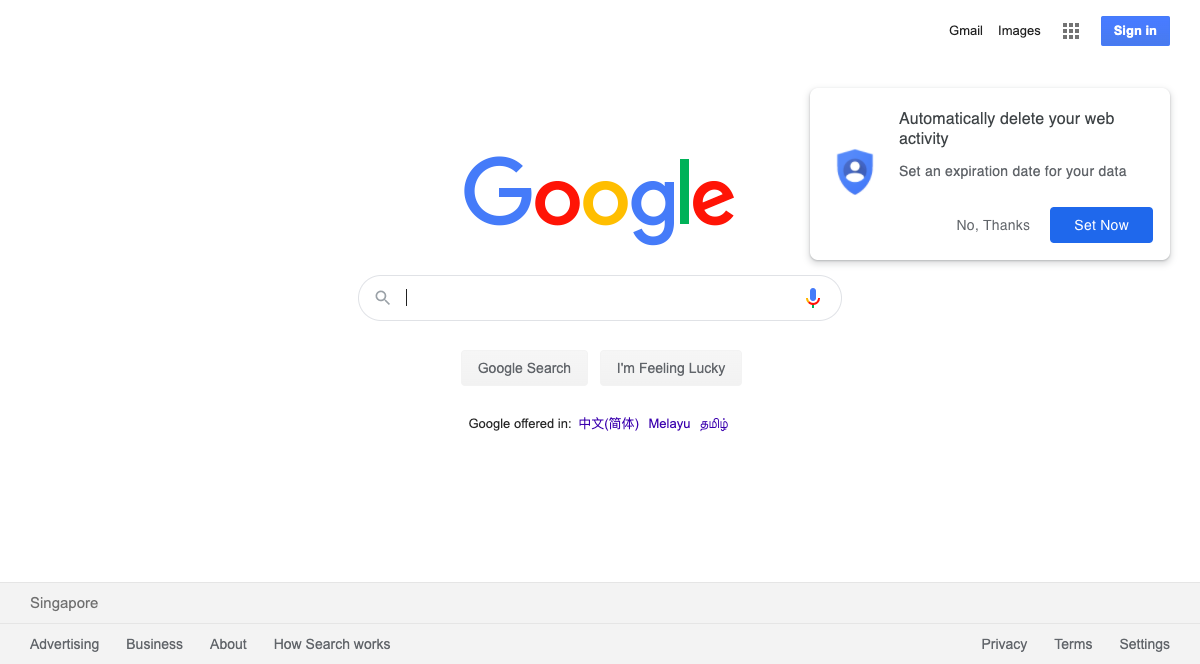 Gmail Images Sign in
Automatically delete your web
activity
Set an expiration date for your data
No, Thanks Set Now
Google
Google Search I'm Feeling Lucky
Google offered in: 中文(简体) Melayu தமிழ்
Singapore
Advertising Business About How Search works Privacy Terms Settings